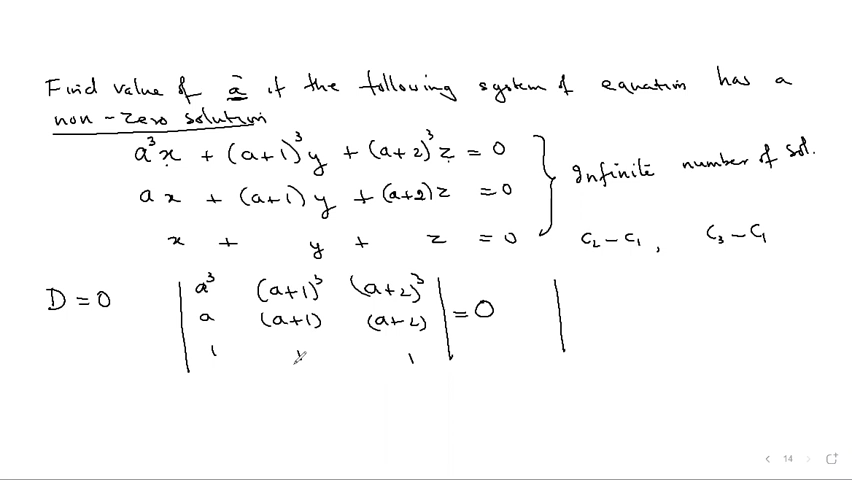 Find value of a if the following system of equation has a
non-zero solution
a³x + (a+1)³y + (a+2)³z = 0
ax + (a+1)y + (a+2)z = 0
x + y + z = 0
Infinite number of sol.
C₂-C₁, C₃-C₁
D = 0
| a³ (a+1)³ (a+2)³ |
| a (a+1) (a+2) | = 0 |
| 1 1 1 |
14